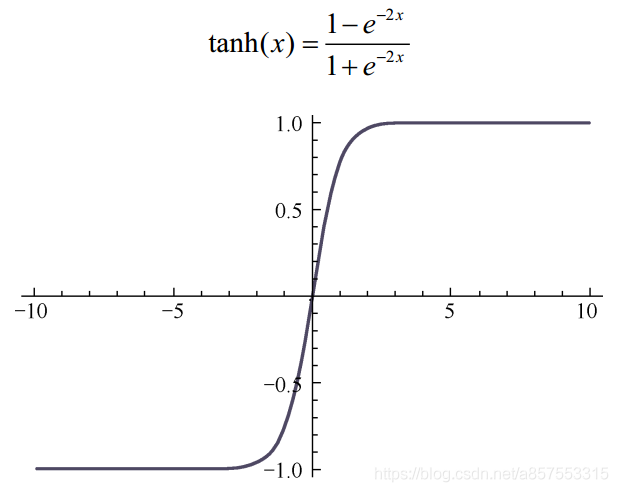 tanh(x) = \frac{1-e^{-2x}}{1+e^{-2x}}
1.0
0.5
−10 −5 5 10
−0.5
−1.0
https://blog.csdn.net/a857553315